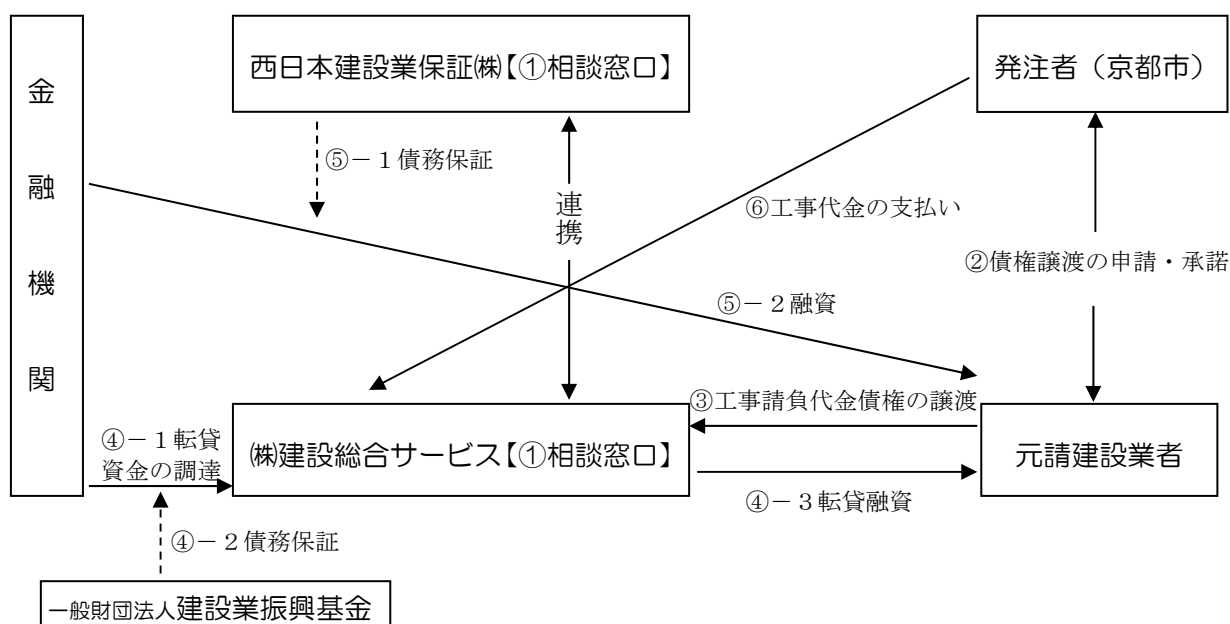 金
融
機
関
西日本建設業保証㈱【①相談窓口】
発注者（京都市）
⑤－１債務保証
連
携
⑥工事代金の支払い
②債権譲渡の申請・承諾
⑤－２融資
③工事請負代金債権の譲渡
④－１転貸
資金の調達
㈱建設総合サービス【①相談窓口】
元請建設業者
④－３転貸融資
④－２債務保証
一般財団法人建設業振興基金